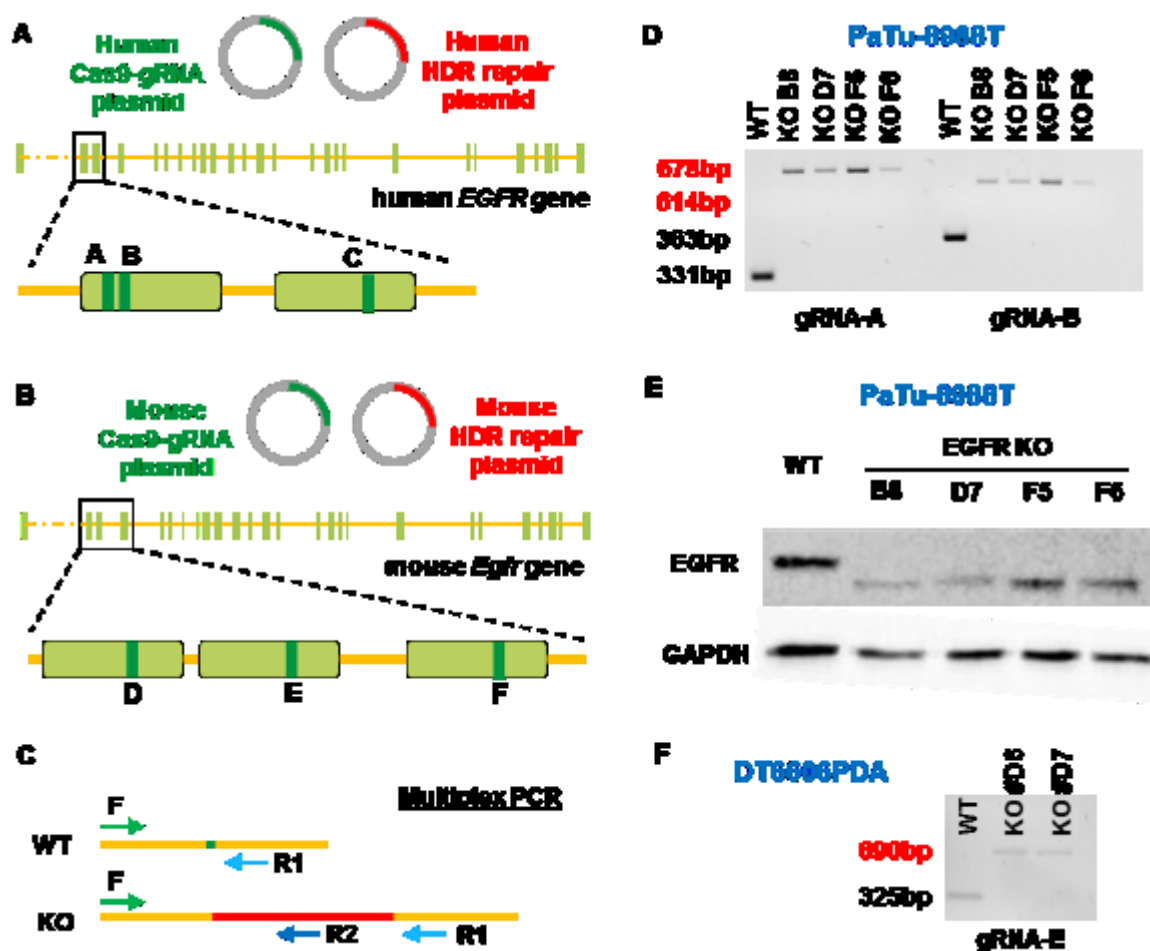 A
Human
Cas9-gRNA
plasmid
Human
HDR repair
plasmid
human EGFR gene
A B C
B
Mouse
Cas9-gRNA
plasmid
Mouse
HDR repair
plasmid
mouse Egfr gene
D E F
C
Multiplex PCR
F
WT
R1
F
KO
R2 R1
D
PaTu-8988T
WT
KO B8
KO D7
KO F5
KO F6
WT
KO B8
KO D7
KO F5
KO F6
678bp
614bp
363bp
331bp
gRNA-A gRNA-B
E
PaTu-8988T
WT
EGFR KO
B8 D7 F5 F6
EGFR
GAPDH
F
DT6606PDA
WT
KO
KO #D7
690bp
325bp
gRNA-E